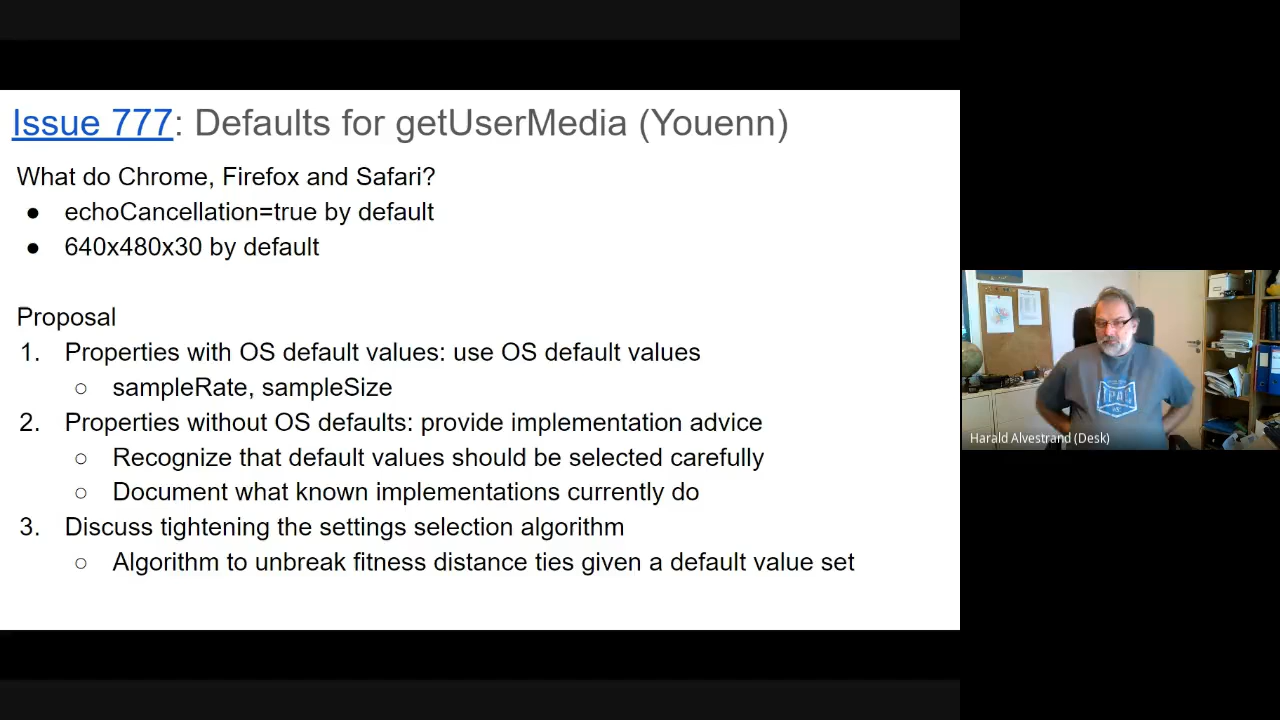 Issue 777: Defaults for getUserMedia (Youenn)
What do Chrome, Firefox and Safari?
● echoCancellation=true by default
● 640x480x30 by default
Proposal
1. Properties with OS default values: use OS default values
○ sampleRate, sampleSize
2. Properties without OS defaults: provide implementation advice
○ Recognize that default values should be selected carefully
○ Document what known implementations currently do
3. Discuss tightening the settings selection algorithm
○ Algorithm to unbreak fitness distance ties given a default value set
Harald Alvestrand (Desk)